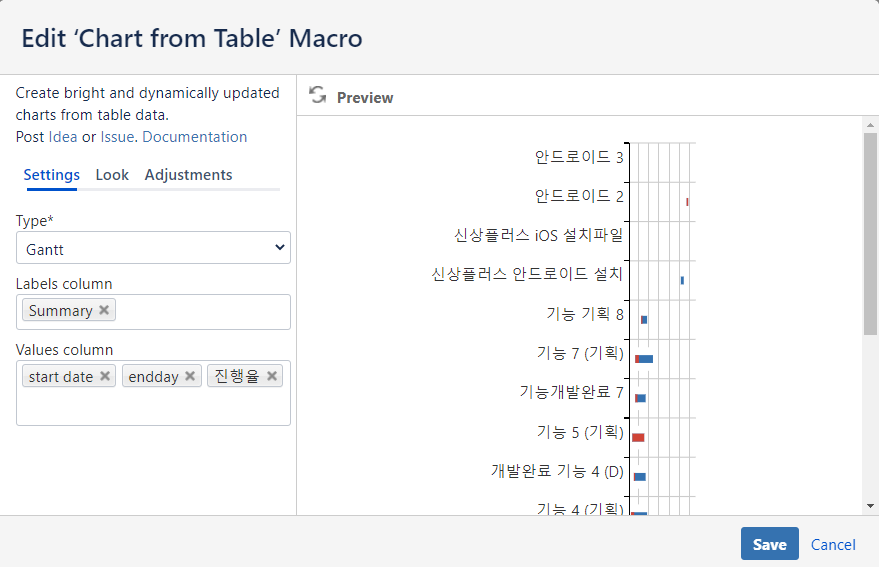 Edit ‘Chart from Table’ Macro
Create bright and dynamically updated
charts from table data.
Post Idea or Issue. Documentation
Settings Look Adjustments
Type*
Gantt
Labels column
Summary ×
Values column
start date × endday × 진행율 ×
Preview
안드로이드 3
안드로이드 2
신상플러스 iOS 설치파일
신상플러스 안드로이드 설치
기능 기획 8
기능 7 (기획)
기능개발완료 7
기능 5 (기획)
개발완료 기능 4 (D)
기능 4 (기획)
Save Cancel